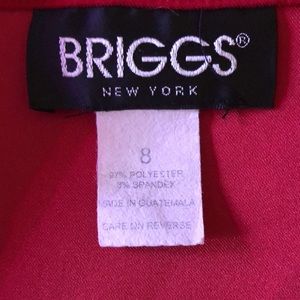 BRIGGS®
NEW YORK
8
97% POLYESTER
3% SPANDEX
MADE IN GUATEMALA
CARE ON REVERSE